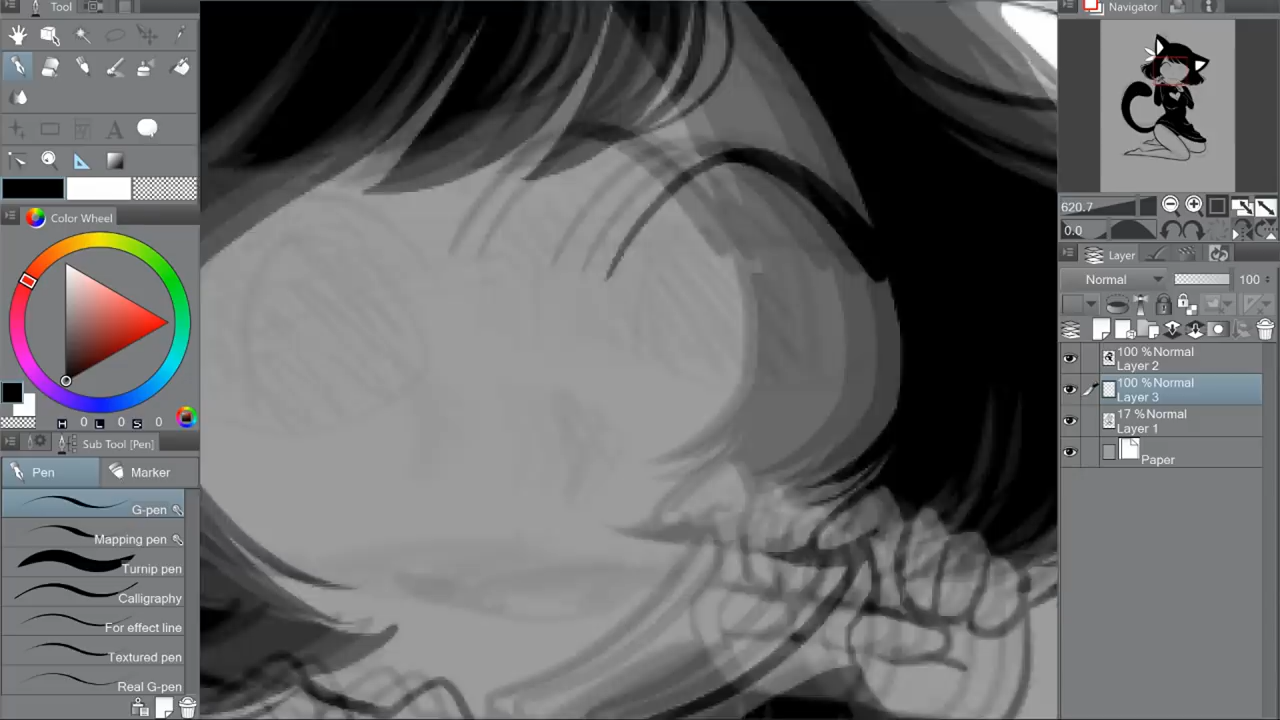 Tool
Navigator
620.7
0.0
Color Wheel
Layer
Normal
100
100 %Normal
Layer 2
100 %Normal
Layer 3
17 %Normal
Layer 1
Paper
H 0 L 0 S 0
Sub Tool [Pen]
Pen
Marker
G-pen
Mapping pen
Turnip pen
Calligraphy
For effect line
Textured pen
Real G-pen